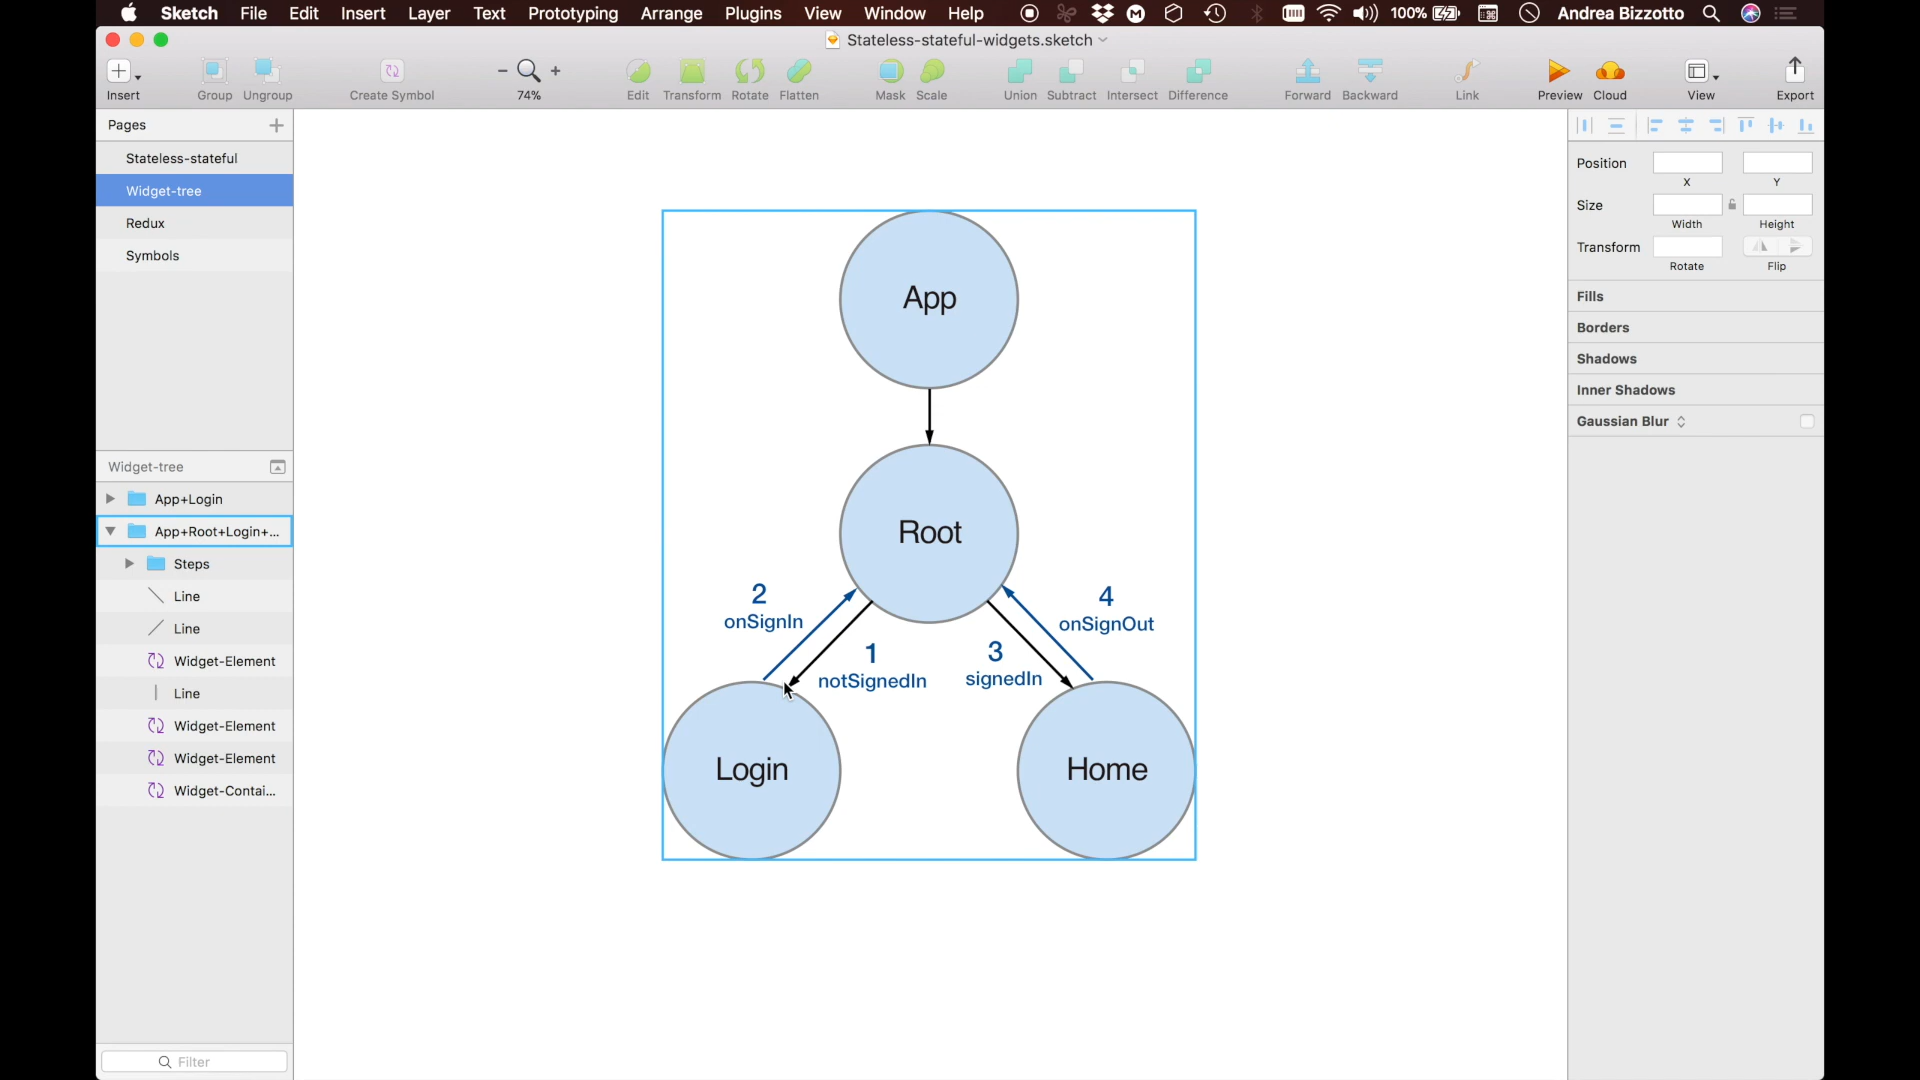 Sketch File Edit Insert Layer Text Prototyping Arrange Plugins View Window Help 100% Andrea Bizzotto
Stateless-stateful-widgets.sketch
Insert Group Ungroup Create Symbol 74% Edit Transform Rotate Flatten Mask Scale Union Subtract Intersect Difference Forward Backward Link Preview Cloud View Export
Pages
Stateless-stateful
Widget-tree
Redux
Symbols
Widget-tree
App+Login
App+Root+Login+...
Steps
Line
Line
Widget-Element
Line
Widget-Element
Widget-Element
Widget-Contai...
Filter
App
Root
2
onSignIn
4
onSignOut
1
notSignedIn
3
signedIn
Login
Home
Position
X Y
Size
Width Height
Transform
Rotate Flip
Fills
Borders
Shadows
Inner Shadows
Gaussian Blur